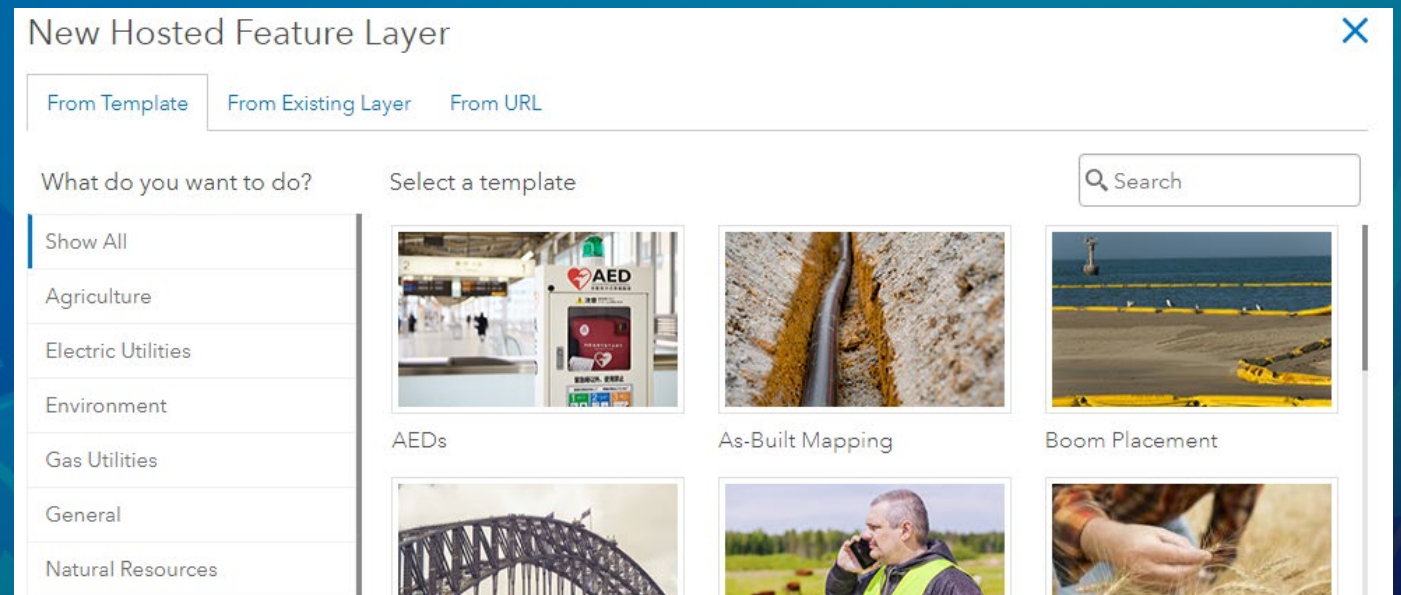 New Hosted Feature Layer
From Template
From Existing Layer
From URL
What do you want to do?
Select a template
Search
Show All
Agriculture
Electric Utilities
Environment
Gas Utilities
General
Natural Resources
AED
HEARTSTART
AEDs
As-Built Mapping
Boom Placement